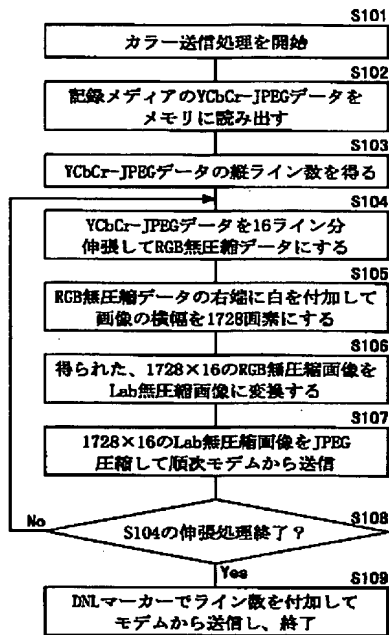 S101
カラー送信処理を開始
S102
記録メディアのYCbCr-JPEGデータを
メモリに読み出す
S103
YCbCr-JPEGデータの縦ライン数を得る
S104
YCbCr-JPEGデータを16ライン分
伸張してRGB無圧縮データにする
S105
RGB無圧縮データの右端に白を付加して
画像の横幅を1728画素にする
S106
得られた、1728×16のRGB無圧縮画像を
Lab無圧縮画像に変換する
S107
1728×16のLab無圧縮画像をJPEG
圧縮して順次モデムから送信
S108
No
S104の伸張処理終了?
Yes
S109
DNLマーカーでライン数を付加して
モデムから送信し、終了